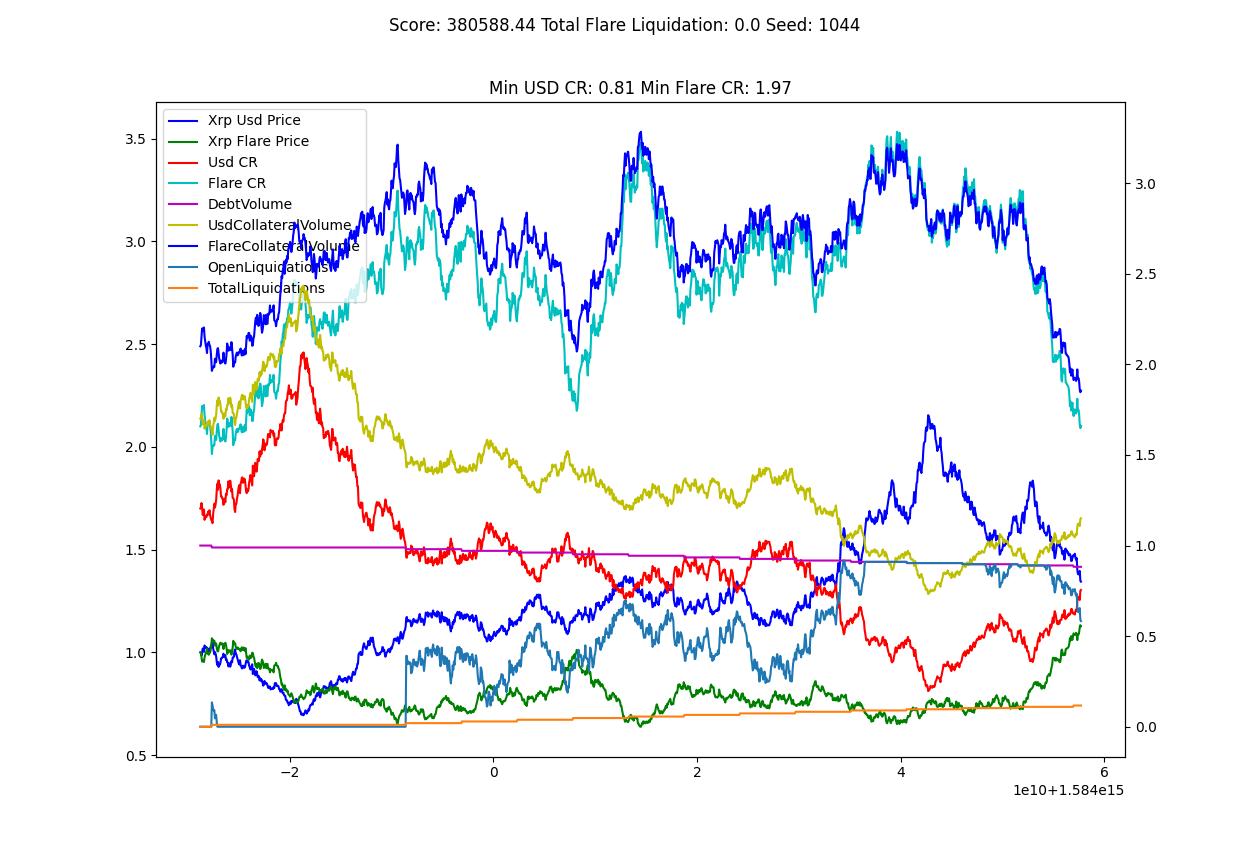 Score: 380588.44 Total Flare Liquidation: 0.0 Seed: 1044
Min USD CR: 0.81 Min Flare CR: 1.97
Xrp Usd Price
Xrp Flare Price
Usd CR
Flare CR
DebtVolume
UsdCollateralVolume
FlareCollateralVolume
OpenLiquidations
TotalLiquidations
3.5
3.0
2.5
2.0
1.5
1.0
0.5
3.0
2.5
2.0
1.5
1.0
0.5
0.0
−2 0 2 4 6
1e10+1.584e15